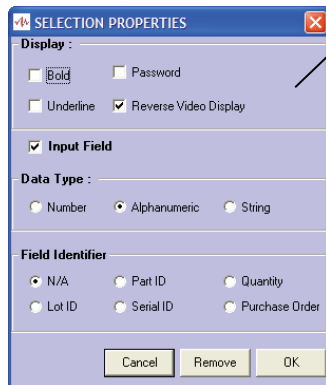 SELECTION PROPERTIES
Display :
Bold Password
Underline Reverse Video Display
Input Field
Data Type :
Number Alphanumeric String
Field Identifier
N/A Part ID Quantity
Lot ID Serial ID Purchase Order
Cancel Remove OK